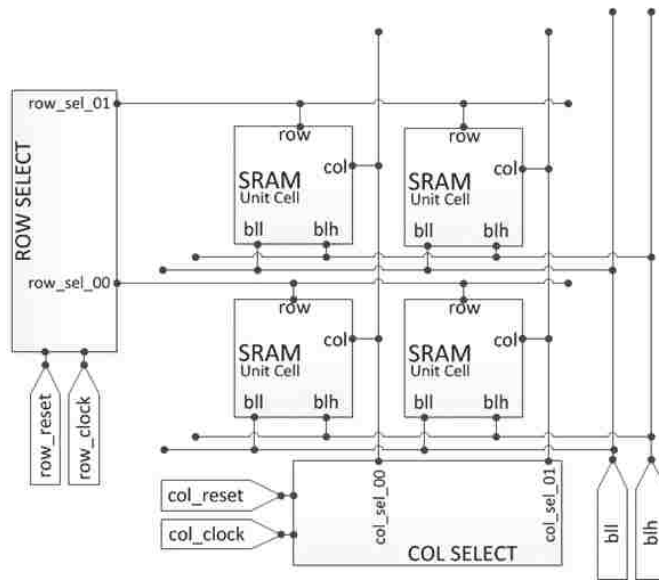 row_sel_01
ROW SELECT
row_sel_00
row_reset
row_clock
row
col
SRAM
Unit Cell
bll
blh
row
col
SRAM
Unit Cell
bll
blh
row
col
SRAM
Unit Cell
bll
blh
row
col
SRAM
Unit Cell
bll
blh
col_reset
col_clock
col_sel_00
col_sel_01
COL SELECT
bll
blh